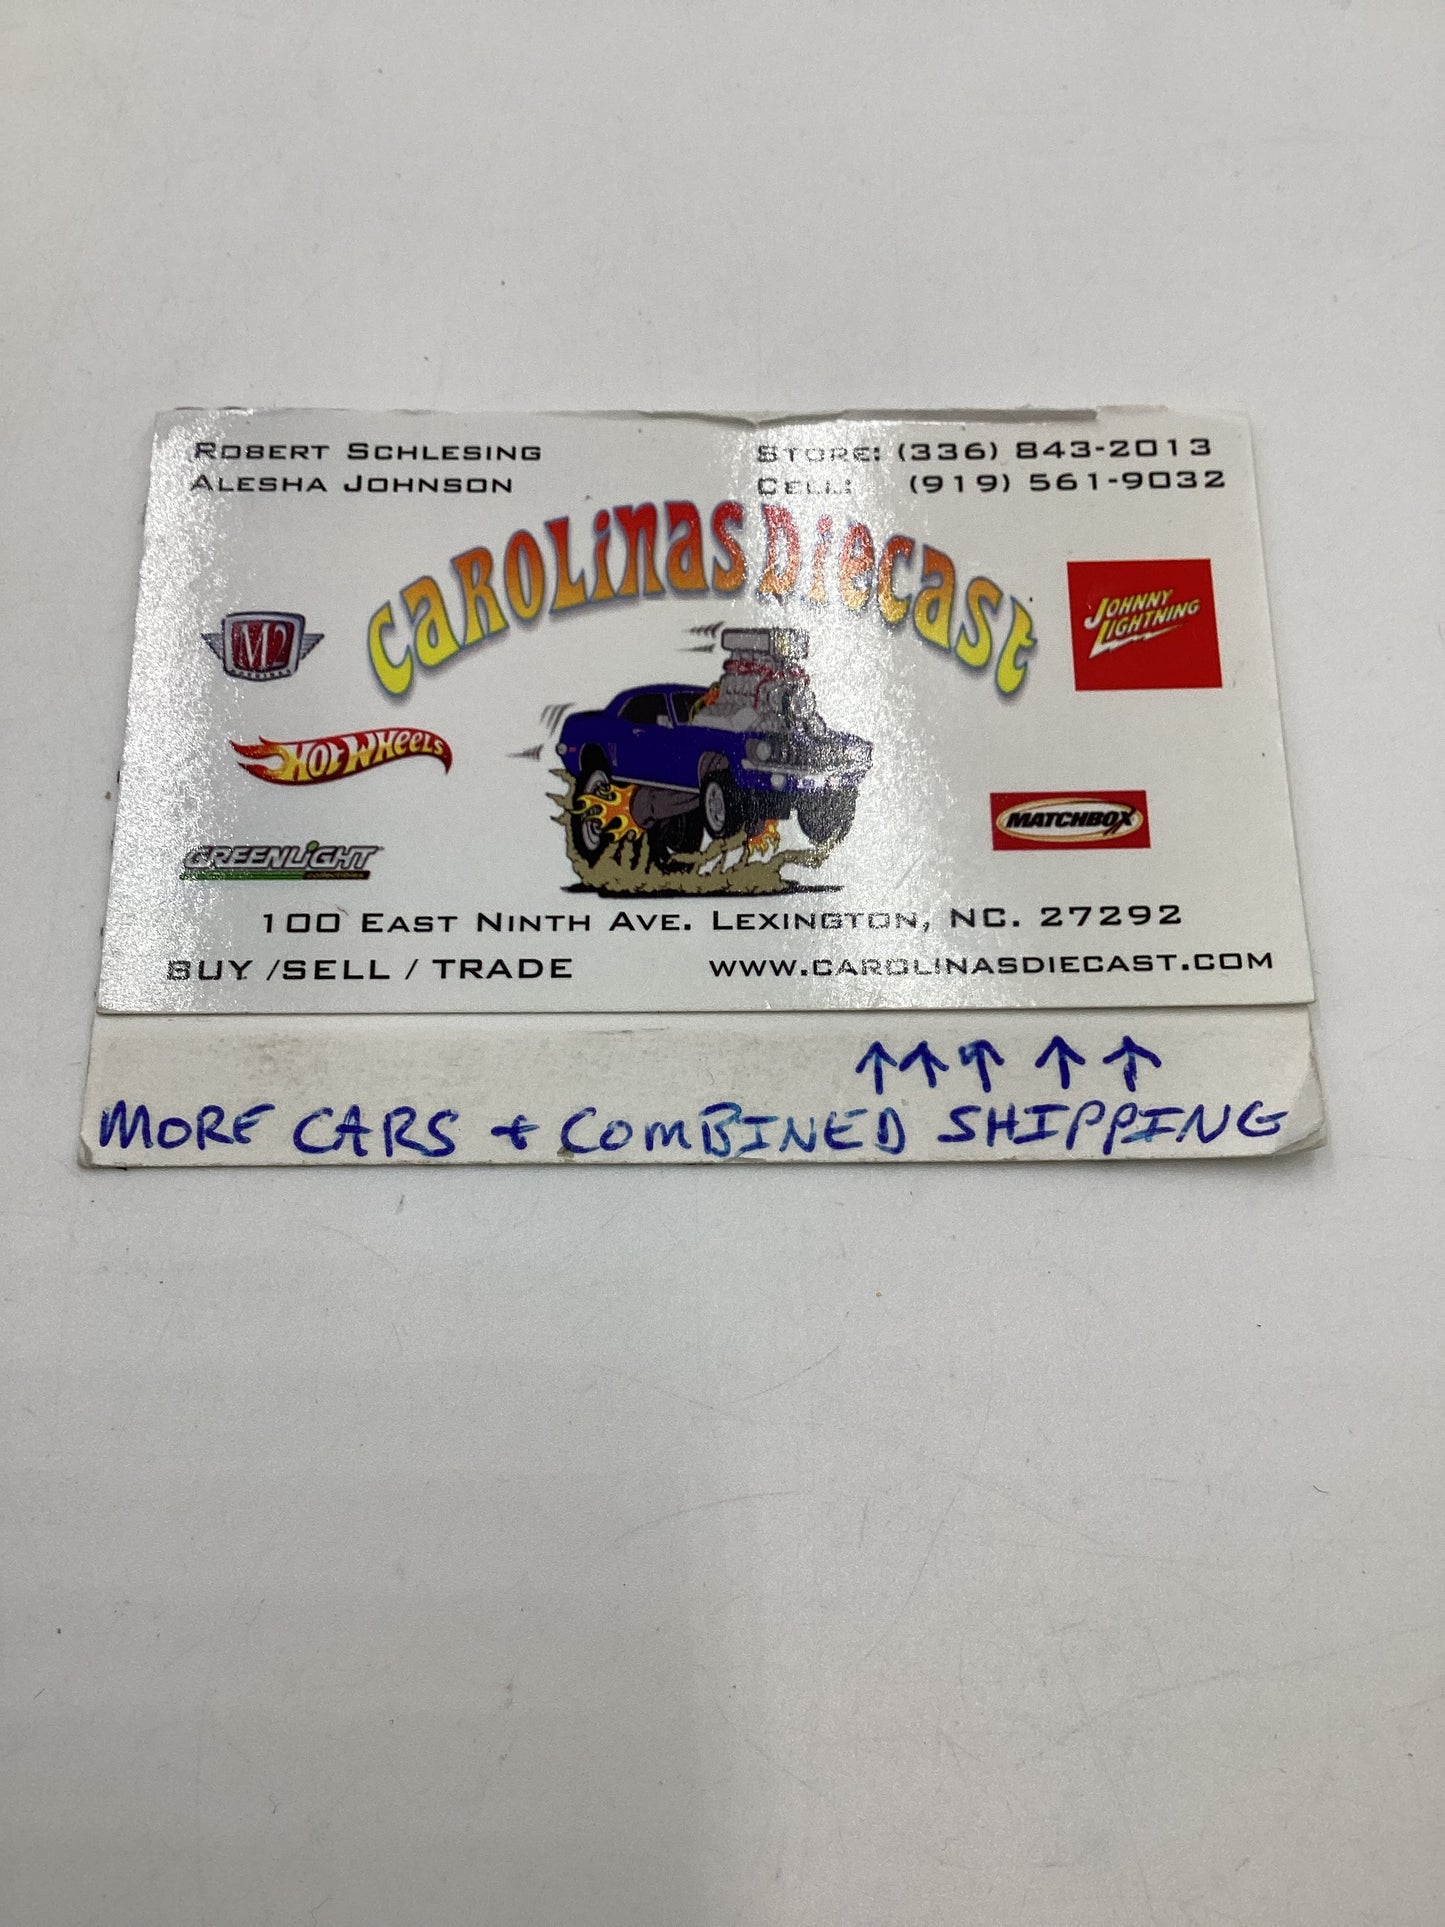 ROBERT SCHLESING
ALESHA JOHNSON
STORE: (336) 843-2013
CELL: (919) 561-9032
CAROLINAS DIECAST
M2
MACHINES
JOHNNY
LIGHTNING
HOT WHEELS
MATCHBOX
GREENLIGHT
COLLECTIBLES
100 EAST NINTH AVE. LEXINGTON, NC. 27292
BUY /SELL / TRADE
WWW.CAROLINASDIECAST.COM
↑↑↑ ↑ ↑
MORE CARS + COMBINED SHIPPING